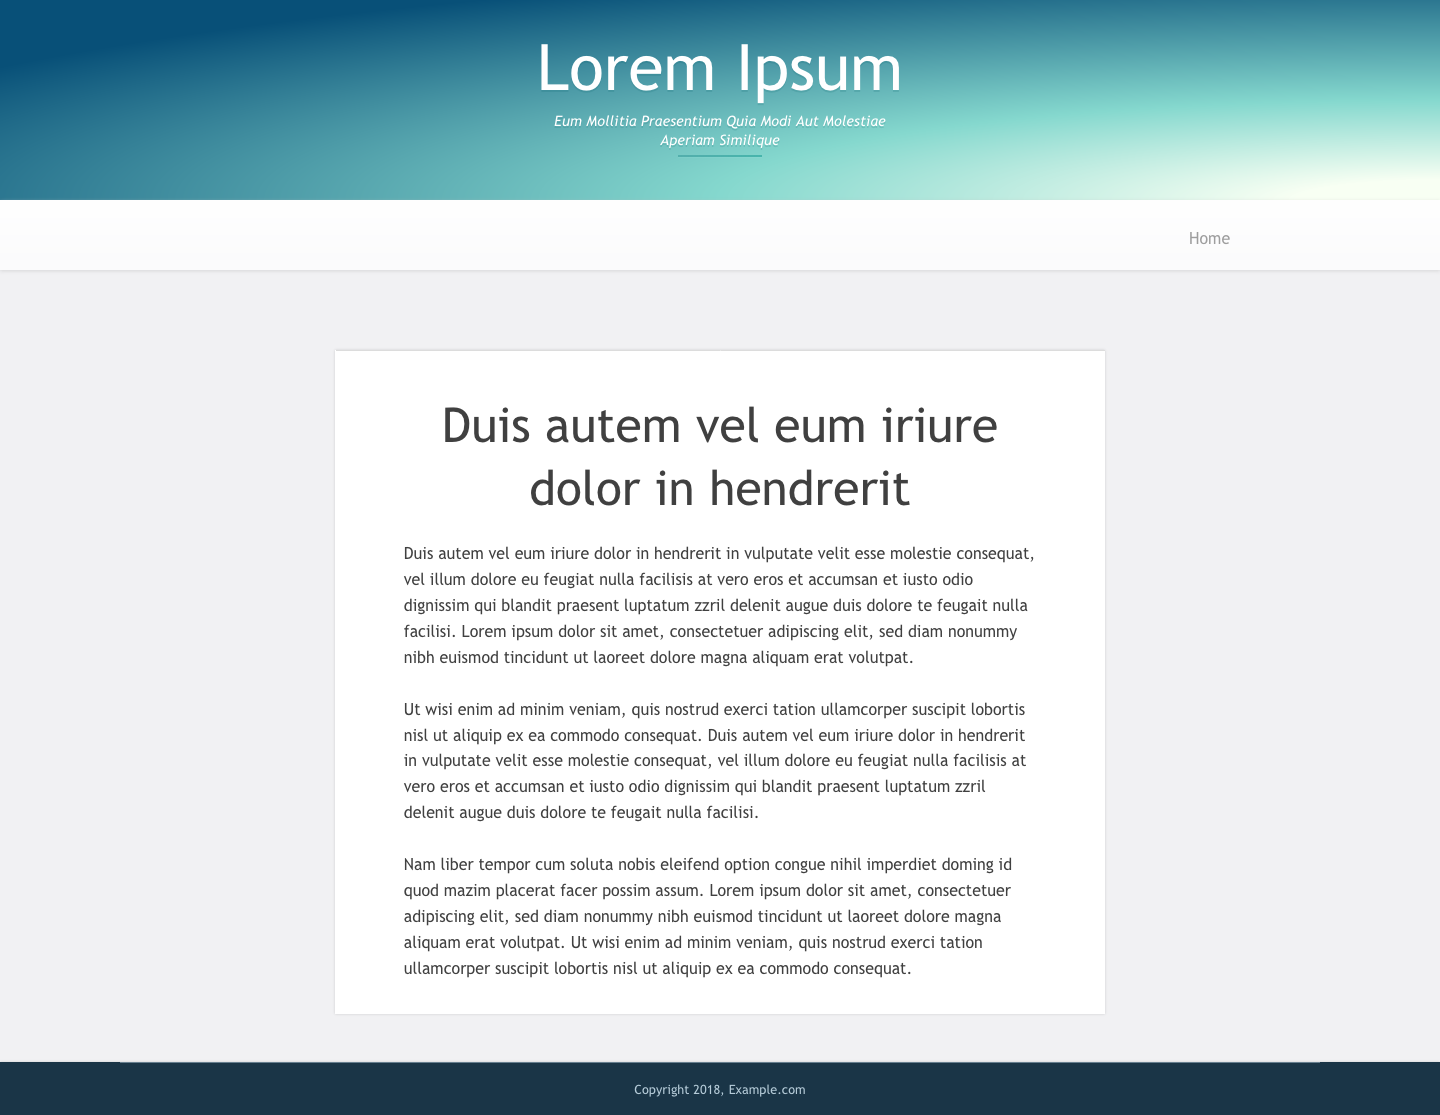 Lorem Ipsum
Eum Mollitia Praesentium Quia Modi Aut Molestiae
Aperiam Similique
Home
Duis autem vel eum iriure
dolor in hendrerit
Duis autem vel eum iriure dolor in hendrerit in vulputate velit esse molestie consequat,
vel illum dolore eu feugiat nulla facilisis at vero eros et accumsan et iusto odio
dignissim qui blandit praesent luptatum zzril delenit augue duis dolore te feugait nulla
facilisi. Lorem ipsum dolor sit amet, consectetuer adipiscing elit, sed diam nonummy
nibh euismod tincidunt ut laoreet dolore magna aliquam erat volutpat.
Ut wisi enim ad minim veniam, quis nostrud exerci tation ullamcorper suscipit lobortis
nisl ut aliquip ex ea commodo consequat. Duis autem vel eum iriure dolor in hendrerit
in vulputate velit esse molestie consequat, vel illum dolore eu feugiat nulla facilisis at
vero eros et accumsan et iusto odio dignissim qui blandit praesent luptatum zzril
delenit augue duis dolore te feugait nulla facilisi.
Nam liber tempor cum soluta nobis eleifend option congue nihil imperdiet doming id
quod mazim placerat facer possim assum. Lorem ipsum dolor sit amet, consectetuer
adipiscing elit, sed diam nonummy nibh euismod tincidunt ut laoreet dolore magna
aliquam erat volutpat. Ut wisi enim ad minim veniam, quis nostrud exerci tation
ullamcorper suscipit lobortis nisl ut aliquip ex ea commodo consequat.
Copyright 2018, Example.com